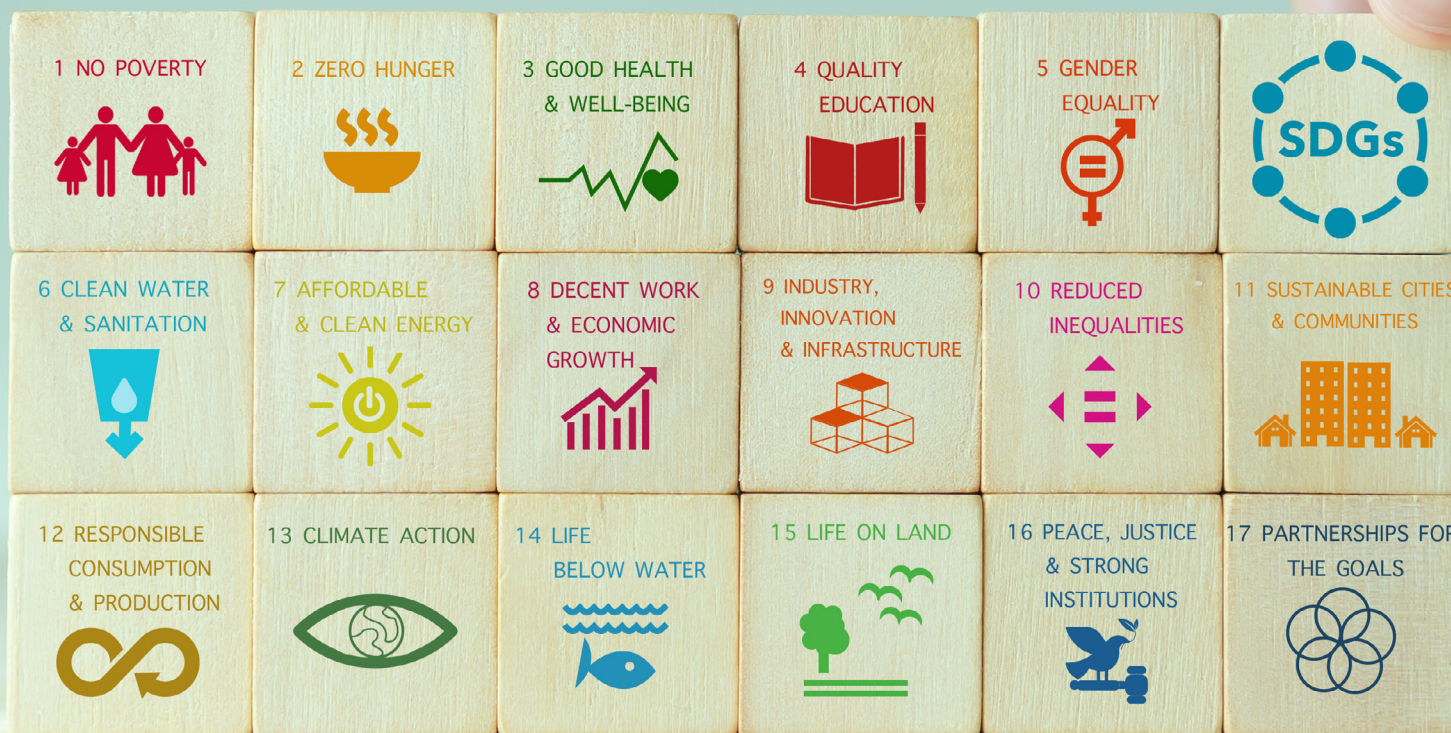 1 NO POVERTY
2 ZERO HUNGER
3 GOOD HEALTH
& WELL-BEING
4 QUALITY
EDUCATION
5 GENDER
EQUALITY
SDGs
6 CLEAN WATER
& SANITATION
7 AFFORDABLE
& CLEAN ENERGY
8 DECENT WORK
& ECONOMIC
GROWTH
9 INDUSTRY,
INNOVATION
& INFRASTRUCTURE
10 REDUCED
INEQUALITIES
11 SUSTAINABLE CITIES
& COMMUNITIES
12 RESPONSIBLE
CONSUMPTION
& PRODUCTION
13 CLIMATE ACTION
14 LIFE
BELOW WATER
15 LIFE ON LAND
16 PEACE, JUSTICE
& STRONG
INSTITUTIONS
17 PARTNERSHIPS FOR
THE GOALS